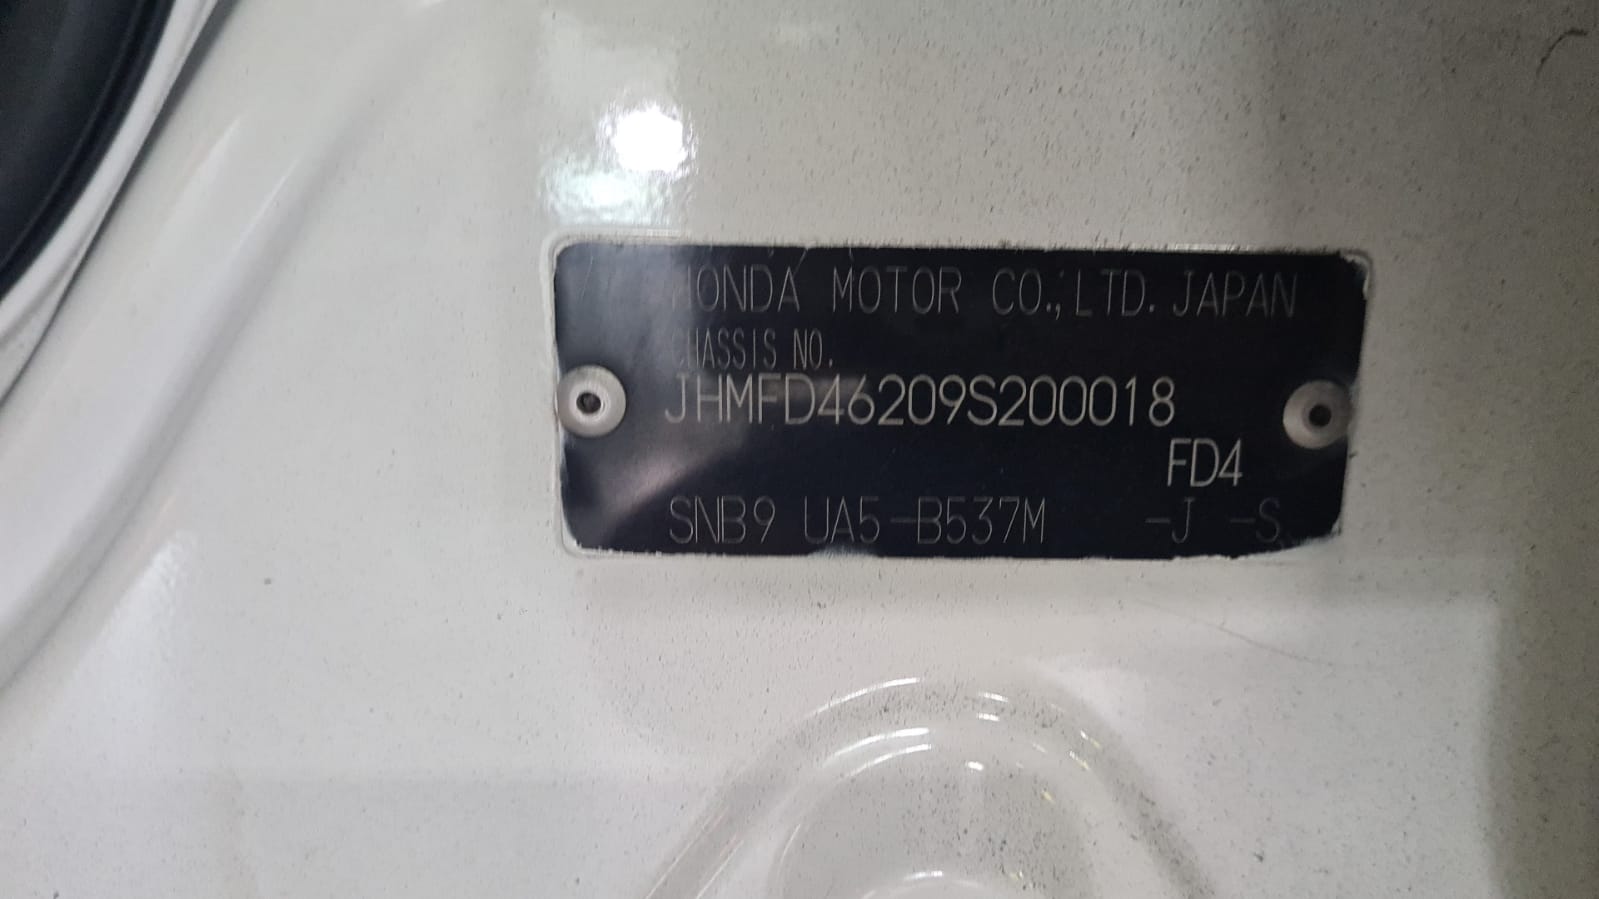 HONDA MOTOR CO.,LTD. JAPAN
CHASSIS NO.
JHMFD46209S200018
FD4
SNB9 UA5-B537M -J -S